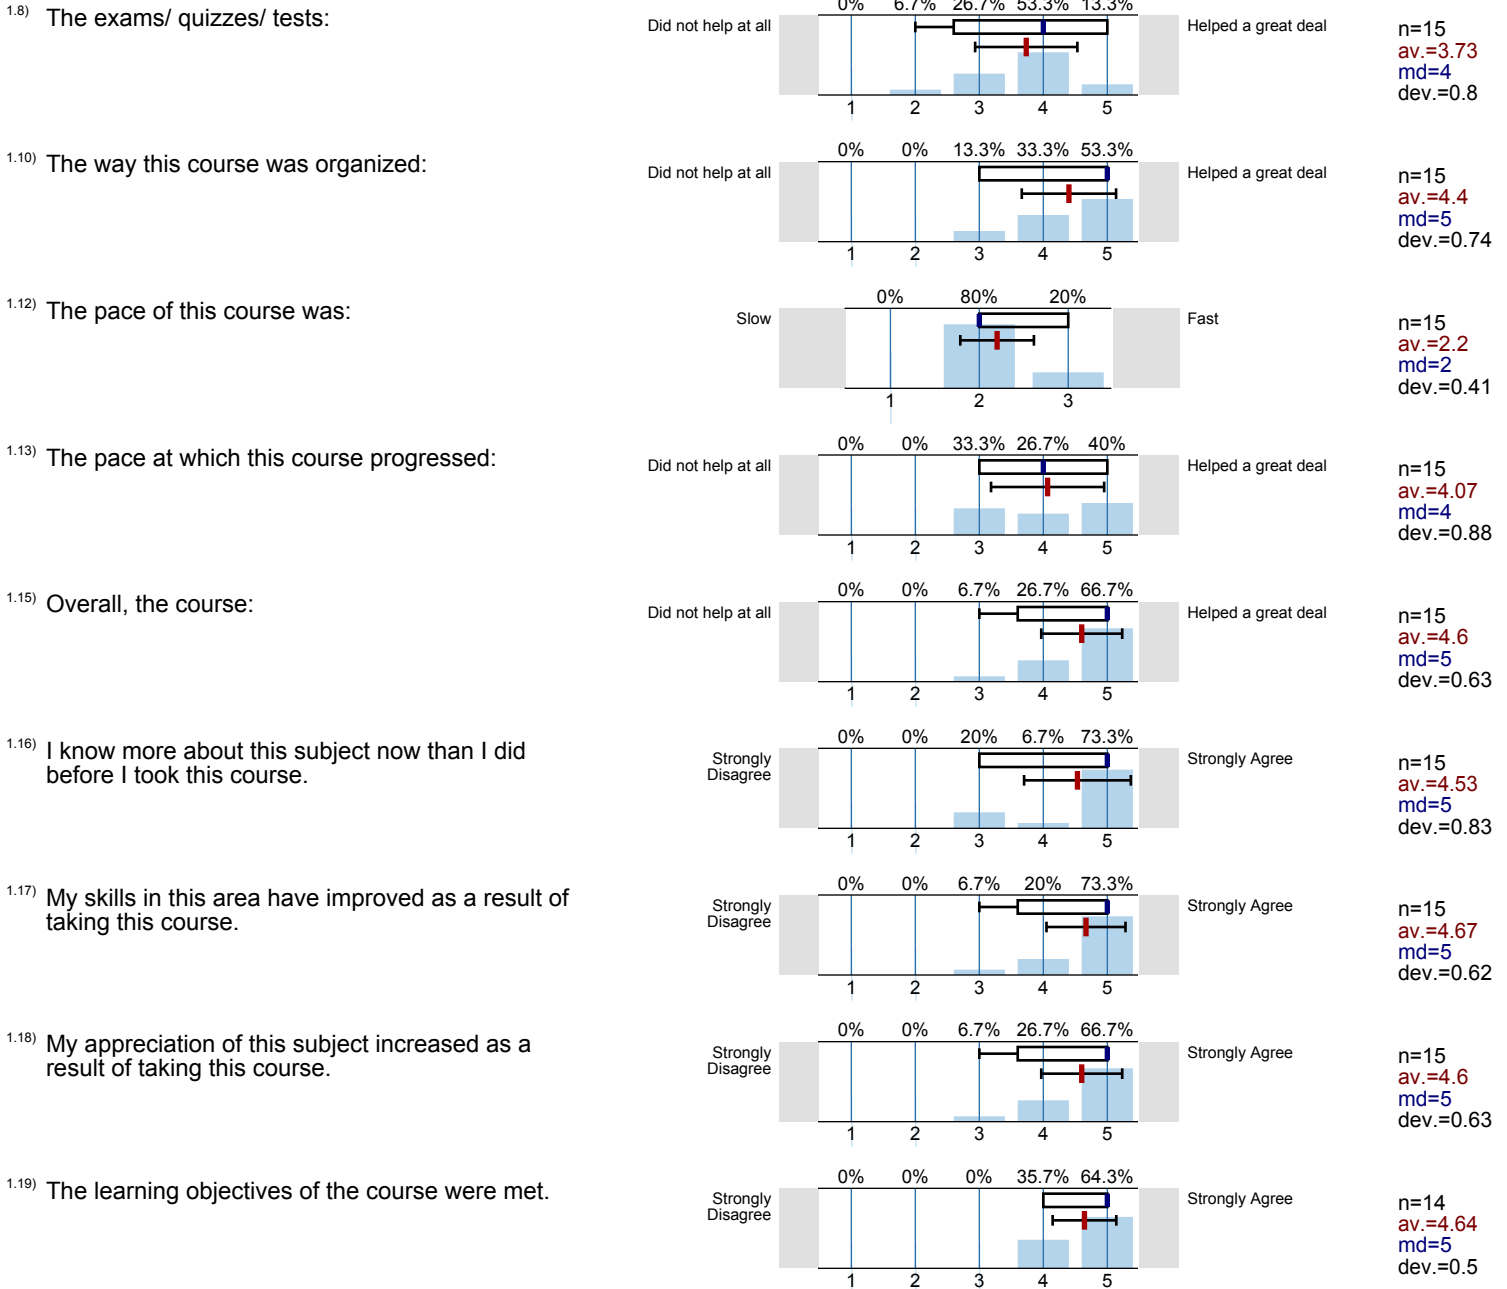 1.8) The exams/ quizzes/ tests:
0% 6.7% 26.7% 53.3% 13.3%
Did not help at all Helped a great deal
n=15
av.=3.73
md=4
dev.=0.8
1 2 3 4 5
1.10) The way this course was organized:
0% 0% 13.3% 33.3% 53.3%
Did not help at all Helped a great deal
n=15
av.=4.4
md=5
dev.=0.74
1 2 3 4 5
1.12) The pace of this course was:
0% 80% 20%
Slow Fast
n=15
av.=2.2
md=2
dev.=0.41
1 2 3
1.13) The pace at which this course progressed:
0% 0% 33.3% 26.7% 40%
Did not help at all Helped a great deal
n=15
av.=4.07
md=4
dev.=0.88
1 2 3 4 5
1.15) Overall, the course:
0% 0% 6.7% 26.7% 66.7%
Did not help at all Helped a great deal
n=15
av.=4.6
md=5
dev.=0.63
1 2 3 4 5
1.16) I know more about this subject now than I did
before I took this course.
0% 0% 20% 6.7% 73.3%
Strongly
Disagree
Strongly Agree
n=15
av.=4.53
md=5
dev.=0.83
1 2 3 4 5
1.17) My skills in this area have improved as a result of
taking this course.
0% 0% 6.7% 20% 73.3%
Strongly
Disagree
Strongly Agree
n=15
av.=4.67
md=5
dev.=0.62
1 2 3 4 5
1.18) My appreciation of this subject increased as a
result of taking this course.
0% 0% 6.7% 26.7% 66.7%
Strongly
Disagree
Strongly Agree
n=15
av.=4.6
md=5
dev.=0.63
1 2 3 4 5
1.19) The learning objectives of the course were met.
0% 0% 0% 35.7% 64.3%
Strongly
Disagree
Strongly Agree
n=14
av.=4.64
md=5
dev.=0.5
1 2 3 4 5